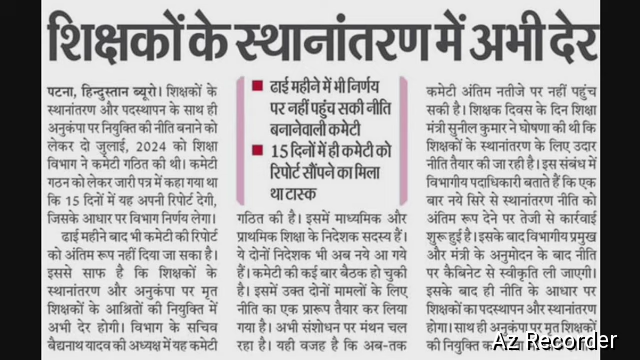 शिक्षकों के स्थानांतरण में अभी देर
पटना, हिन्दुस्तान ब्यूरो। शिक्षकों के
स्थानांतरण और पदस्थापन के साथ ही
अनुकंपा पर नियुक्ति की नीति बनाने को
लेकर दो जुलाई, 2024 को शिक्षा
विभाग ने कमेटी गठित की थी। कमेटी
गठन को लेकर जारी पत्र में कहा गया था
कि 15 दिनों में यह अपनी रिपोर्ट देगी,
जिसके आधार पर विभाग निर्णय लेगा।
ढाई महीने बाद भी कमेटी की रिपोर्ट
को अंतिम रूप नहीं दिया जा सका है।
इससे साफ है कि शिक्षकों के
स्थानांतरण और अनुकंपा पर मृत
शिक्षकों के आश्रितों की नियुक्ति में
अभी देर होगी। विभाग के सचिव
बैद्यनाथ यादव की अध्यक्ष में यह कमेटी
ढाई महीने में भी निर्णय
पर नहीं पहुंच सकी नीति
बनानेवाली कमेटी
15 दिनों में ही कमेटी को
रिपोर्ट सौंपने का मिला
था टास्क
गठित की है। इसमें माध्यमिक और
प्राथमिक शिक्षा के निदेशक सदस्य हैं।
ये दोनों निदेशक भी अब नये आ गये
हैं। कमेटी की कई बार बैठक हो चुकी
है। इसमें उक्त दोनों मामलों के लिए
नीति का एक प्रारूप तैयार कर लिया
गया है। अभी संशोधन पर मंथन चल
रहा है। यही वजह है कि अब-तक
कमेटी अंतिम नतीजे पर नहीं पहुंच
सकी है। शिक्षक दिवस के दिन शिक्षा
मंत्री सुनील कुमार ने घोषणा की थी कि
शिक्षकों के स्थानांतरण के लिए उदार
नीति तैयार की जा रही है। इस संबंध में
विभागीय पदाधिकारी बताते हैं कि एक
बार नये सिरे से स्थानांतरण नीति को
अंतिम रूप देने पर तेजी से कार्रवाई
शुरू हुई है। इसके बाद विभागीय प्रमुख
और मंत्री के अनुमोदन के बाद नीति
पर कैबिनेट से स्वीकृति ली जाएगी।
इसके बाद ही नीति के आधार पर
शिक्षकों का पदस्थापन और स्थानांतरण
होगा। साथ ही अनुकंपा पर मृत शिक्षकों
की नियुक्ति का
Az Recorder